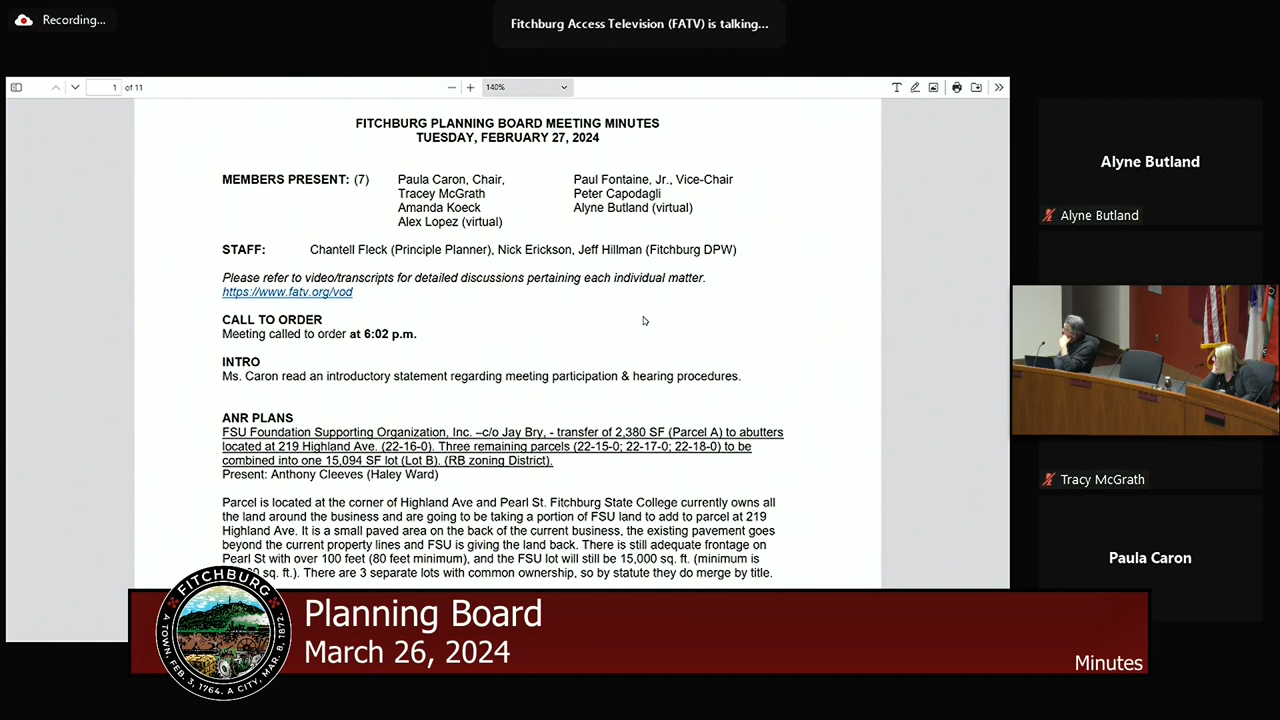 Recording...
Fitchburg Access Television (FATV) is talking...
1 of 11
140%
FITCHBURG PLANNING BOARD MEETING MINUTES
TUESDAY, FEBRUARY 27, 2024
MEMBERS PRESENT: (7) Paula Caron, Chair, Paul Fontaine, Jr., Vice-Chair
Tracey McGrath Peter Capodagli
Amanda Koeck Alyne Butland (virtual)
Alex Lopez (virtual)
STAFF: Chantell Fleck (Principle Planner), Nick Erickson, Jeff Hillman (Fitchburg DPW)
Please refer to video/transcripts for detailed discussions pertaining each individual matter.
https://www.fatv.org/vod
CALL TO ORDER
Meeting called to order at 6:02 p.m.
INTRO
Ms. Caron read an introductory statement regarding meeting participation & hearing procedures.
ANR PLANS
FSU Foundation Supporting Organization, Inc. –c/o Jay Bry, - transfer of 2,380 SF (Parcel A) to abutters
located at 219 Highland Ave. (22-16-0). Three remaining parcels (22-15-0; 22-17-0; 22-18-0) to be
combined into one 15,094 SF lot (Lot B). (RB zoning District).
Present: Anthony Cleeves (Haley Ward)
Parcel is located at the corner of Highland Ave and Pearl St. Fitchburg State College currently owns all
the land around the business and are going to be taking a portion of FSU land to add to parcel at 219
Highland Ave. It is a small paved area on the back of the current business, the existing pavement goes
beyond the current property lines and FSU is giving the land back. There is still adequate frontage on
Pearl St with over 100 feet (80 feet minimum), and the FSU lot will still be 15,000 sq. ft. (minimum is
sq. ft.). There are 3 separate lots with common ownership, so by statute they do merge by title.
Alyne Butland
Alyne Butland
Tracy McGrath
Paula Caron
FITCHBURG
A TOWN, FEB. 3, 1764. A CITY, MAR. 8, 1872.
Planning Board
March 26, 2024
Minutes